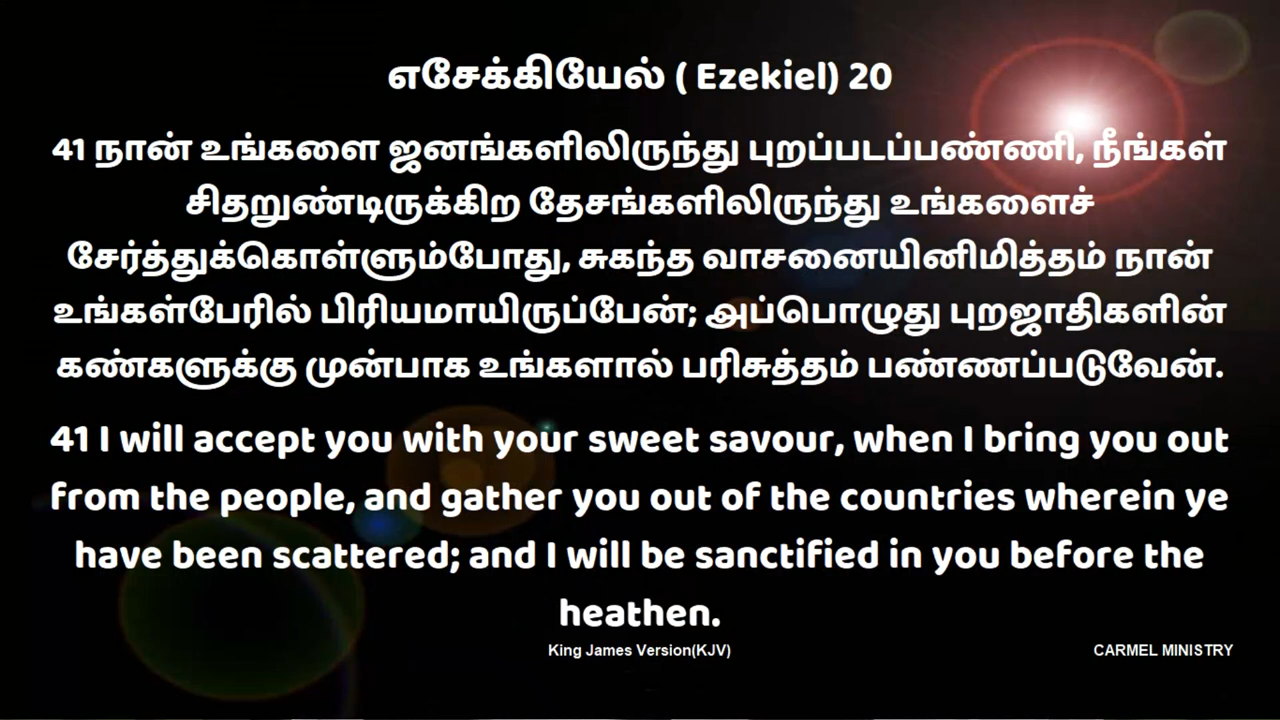 எசேக்கியேல் ( Ezekiel) 20
41 நான் உங்களை ஜனங்களிலிருந்து புறப்படப்பண்ணி, நீங்கள்
சிதறுண்டிருக்கிற தேசங்களிலிருந்து உங்களைச்
சேர்த்துக்கொள்ளும்போது, சுகந்த வாசனையினிமித்தம் நான்
உங்கள்பேரில் பிரியமாயிருப்பேன்; அப்பொழுது புறஜாதிகளின்
கண்களுக்கு முன்பாக உங்களால் பரிசுத்தம் பண்ணப்படுவேன்.
41 I will accept you with your sweet savour, when I bring you out
from the people, and gather you out of the countries wherein ye
have been scattered; and I will be sanctified in you before the
heathen.
King James Version(KJV)
CARMEL MINISTRY